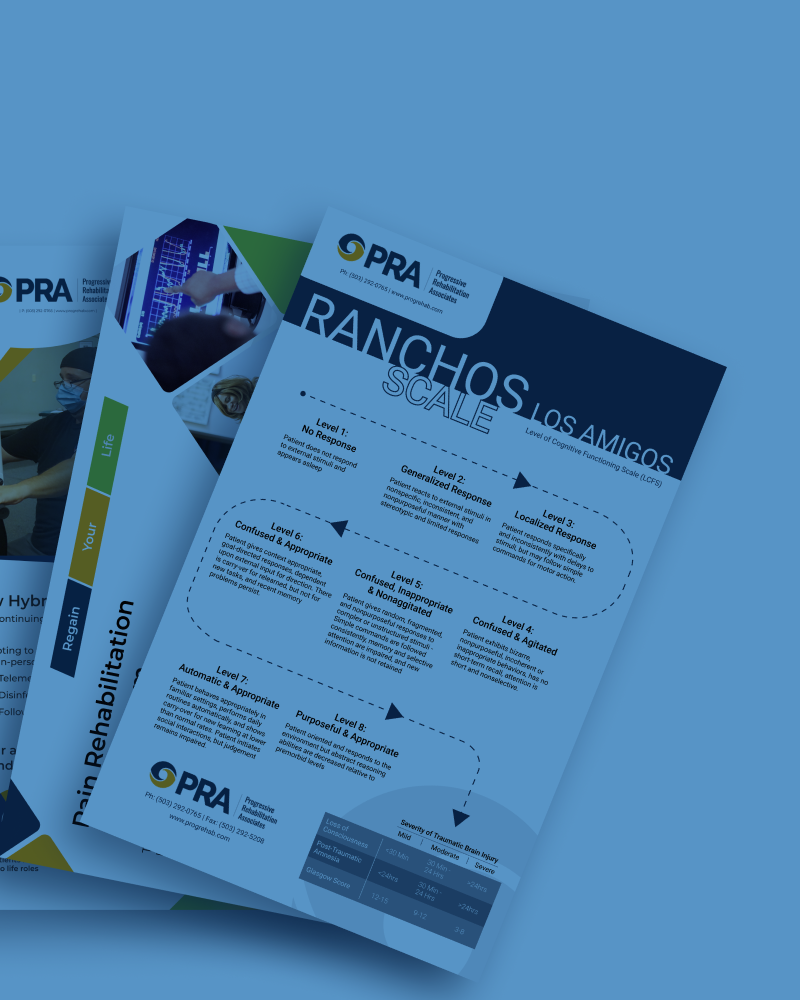 PRA
Progressive
Rehabilitation
Associates
Life
Your
Regain
Pain Rehabilitation
PRA
Progressive
Rehabilitation
Associates
Ph: (503) 292-0765 | www.progrehab.com
RANCHOS
SCALE
LOS AMIGOS
Level of Cognitive Functioning Scale (LCFS)
Level 1:
No Response
Patient does not respond
to external stimuli and
appears asleep
Level 2:
Generalized Response
Patient reacts to external stimuli in
nonspecific, inconsistent, and
nonpurposeful manner with
stereotypic and limited responses
Level 3:
Localized Response
Patient responds specifically
and inconsistently with delays to
stimuli, but may follow simple
commands for motor action.
Level 6:
Confused & Appropriate
Patient gives context appropriate,
goal-directed responses, dependent
upon external input for direction. There
is carry-over for relearned, but not for
new tasks, and recent memory
problems persist.
Level 5:
Confused, Inappropriate
& Nonaggitated
Patient gives random, fragmented,
and nonpurposeful responses to
complex or unstructured stimuli -
Simple commands are followed
consistently, memory and selective
attention are impaired and new
information is not retained
Level 4:
Confused & Agitated
Patient exhibits bizarre,
nonpurposeful, incoherent or
inappropriate behaviors, has no
short term recall, attention is
short and nonselective.
Level 7:
Automatic & Appropriate
Patient behaves appropriately in
familiar settings, performs daily
routines automatically, and shows
carry-over for new learning at lower
than normal rates. Patient initiates
social interactions, but judgement
remains impaired.
Level 8:
Purposeful & Appropriate
Patient oriented and responds to the
environment but abstract reasoning
abilities are decreased relative to
premorbid levels
PRA
Progressive
Rehabilitation
Associates
Ph: (503) 292-0765 | Fax: (503) 292-5208
www.progrehab.com
Severity of Traumatic Brain Injury
Mild Moderate Severe
Loss of
Consciousness
<30 Min 30 Min -
24 Hrs >24hrs
Post-Traumatic
Amnesia
<24hrs 30 Min -
24 Hrs >24hrs
Glasgow Score 12-15 9-12 3-8
to life roles